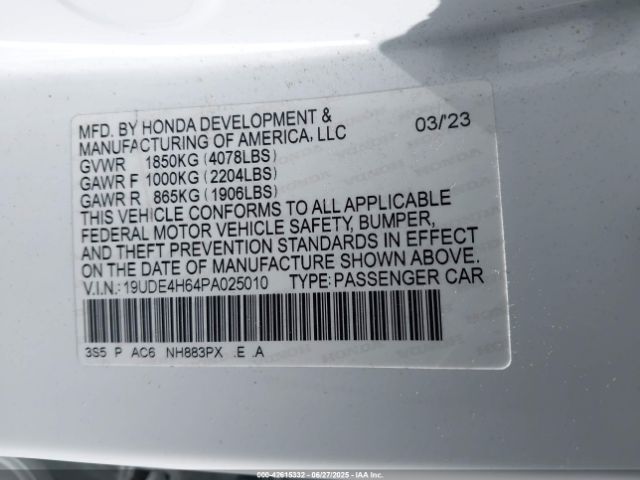 MFD. BY HONDA DEVELOPMENT & 03/'23
MANUFACTURING OF AMERICA, LLC
GVWR 1850KG (4078LBS)
GAWR F 1000KG (2204LBS)
GAWR R 865KG (1906LBS)
THIS VEHICLE CONFORMS TO ALL APPLICABLE
FEDERAL MOTOR VEHICLE SAFETY, BUMPER,
AND THEFT PREVENTION STANDARDS IN EFFECT
ON THE DATE OF MANUFACTURE SHOWN ABOVE.
V.I.N.: 19UDE4H64PA025010 TYPE: PASSENGER CAR
3S5 P AC6 NH883PX .E .A
000-42615332 - 06/27/2025 - IAA Inc.